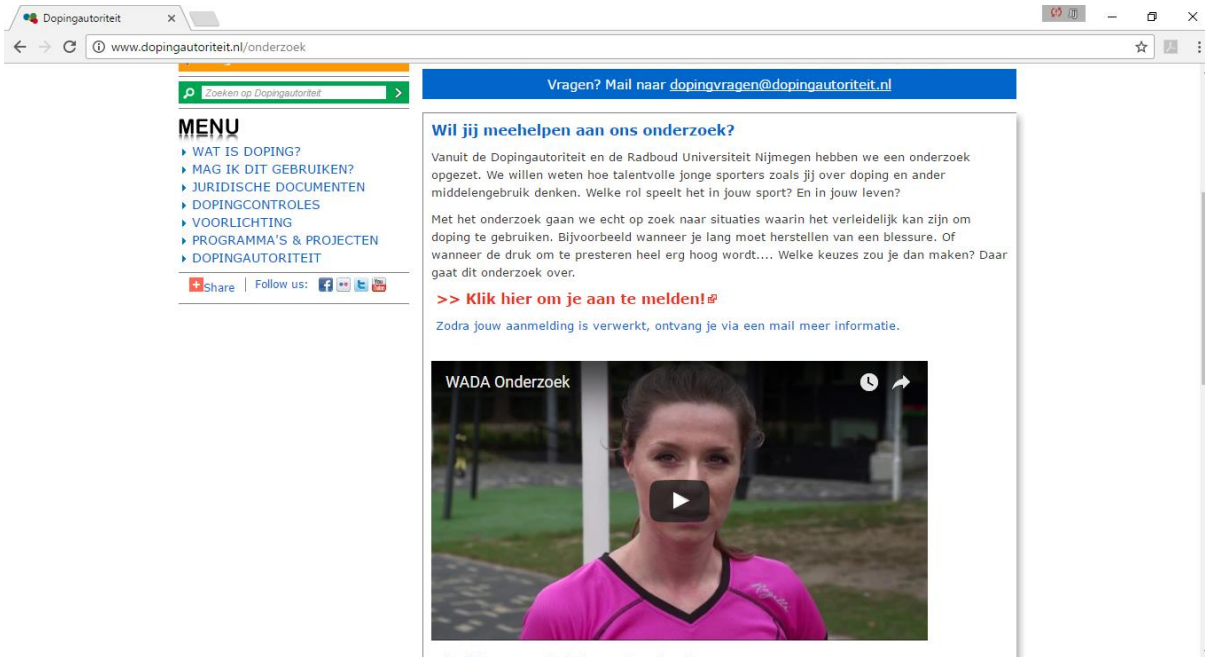 Dopingautoriteit
www.dopingautoriteit.nl/onderzoek
Zoeken op Dopingautoriteit
MENU
WAT IS DOPING?
MAG IK DIT GEBRUIKEN?
JURIDISCHE DOCUMENTEN
DOPINGCONTROLES
VOORLICHTING
PROGRAMMA'S & PROJECTEN
DOPINGAUTORITEIT
Share
Follow us:
Vragen? Mail naar dopingvragen@dopingautoriteit.nl
Wil jij meehelpen aan ons onderzoek?
Vanuit de Dopingautoriteit en de Radboud Universiteit Nijmegen hebben we een onderzoek
opgezet. We willen weten hoe talentvolle jonge sporters zoals jij over doping en ander
middelengebruik denken. Welke rol speelt het in jouw sport? En in jouw leven?
Met het onderzoek gaan we echt op zoek naar situaties waarin het verleidelijk kan zijn om
doping te gebruiken. Bijvoorbeeld wanneer je lang moet herstellen van een blessure. Of
wanneer de druk om te presteren heel erg hoog wordt.... Welke keuzes zou je dan maken? Daar
gaat dit onderzoek over.
>> Klik hier om je aan te melden!
Zodra jouw aanmelding is verwerkt, ontvang je via een mail meer informatie.
WADA Onderzoek